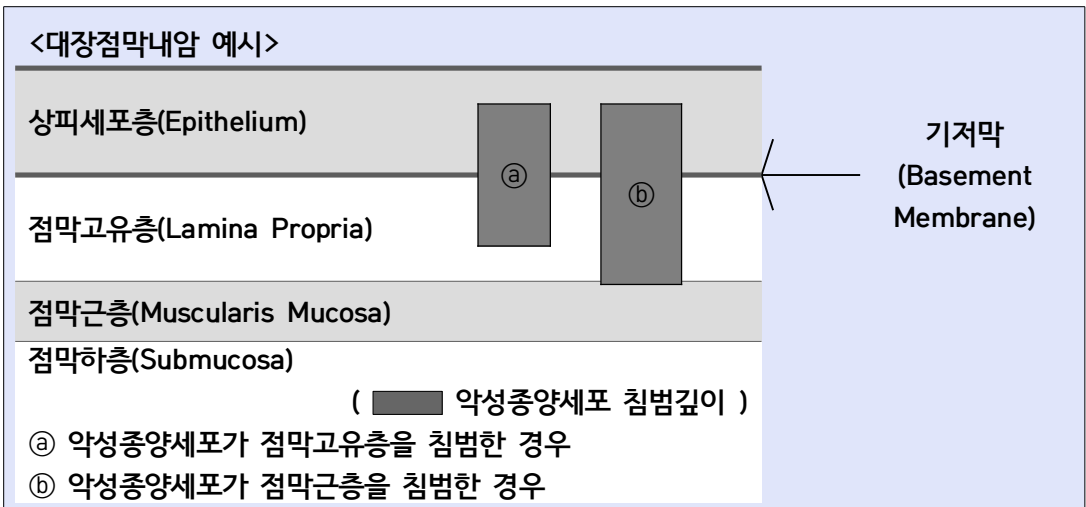 <대장점막내암 예시>
상피세포층(Epithelium)
ⓐ
ⓑ
기저막
(Basement
Membrane)
점막고유층(Lamina Propria)
점막근층(Muscularis Mucosa)
점막하층(Submucosa)
( 악성종양세포 침범깊이 )
ⓐ 악성종양세포가 점막고유층을 침범한 경우
ⓑ 악성종양세포가 점막근층을 침범한 경우